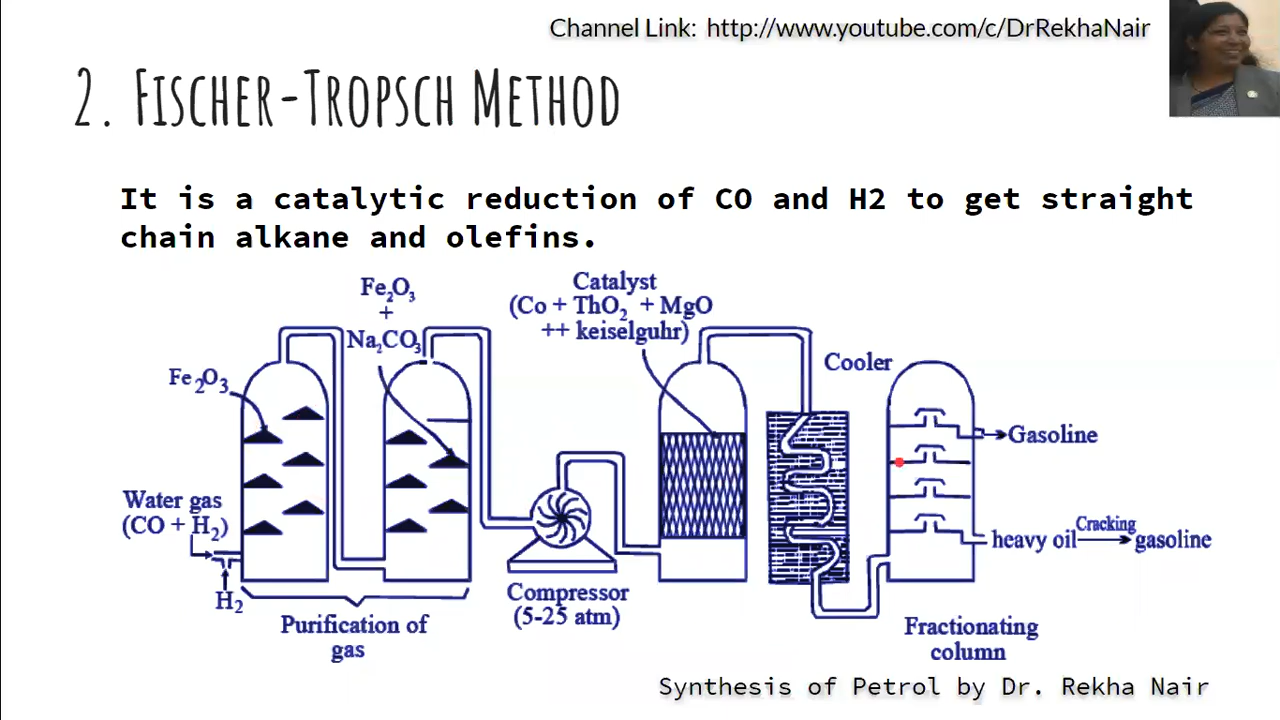 Channel Link: http://www.youtube.com/c/DrRekhaNair
2. Fischer-Tropsch Method
It is a catalytic reduction of CO and H2 to get straight
chain alkane and olefins.
Fe₂O₃
+
Na₂CO₃
Catalyst
(Co + ThO₂ + MgO
++ keiselguhr)
Cooler
Fe₂O₃
Gasoline
Water gas
(CO + H₂)
heavy oil Cracking gasoline
H₂
Compressor
(5-25 atm)
Purification of
gas
Fractionating
column
Synthesis of Petrol by Dr. Rekha Nair